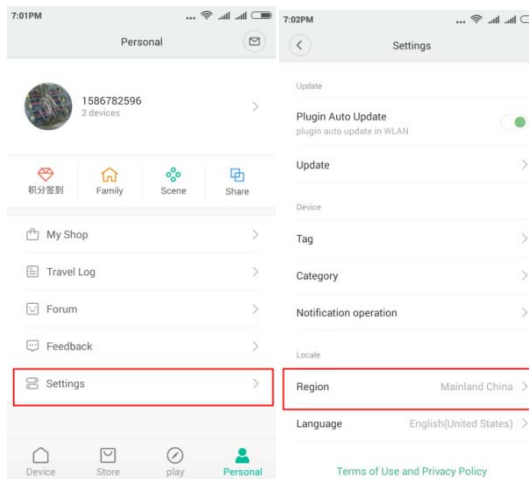 7:01PM
Personal
1586782596
2 devices
积分签到
Family
Scene
Share
My Shop
Travel Log
Forum
Feedback
Settings
Device
Store
play
Personal
7:02PM
Settings
Update
Plugin Auto Update
plugin auto update in WLAN
Update
Device
Tag
Category
Notification operation
Locale
Region Mainland China
Language English(United States)
Terms of Use and Privacy Policy